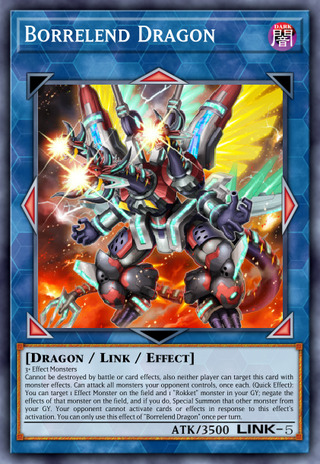 Borrelend Dragon
DARK
闇
[Dragon / Link / Effect]
3+ Effect Monsters
Cannot be destroyed by battle or card effects, also neither player can target this card with
monster effects. Can attack all monsters your opponent controls, once each. (Quick Effect):
You can target 1 Effect Monster on the field and 1 "Rokket" monster in your GY; negate the
effects of that monster on the field, and if you do, Special Summon that other monster from
your GY. Your opponent cannot activate cards or effects in response to this effect's
activation. You can only use this effect of "Borrelend Dragon" once per turn.
ATK/3500 LINK-5